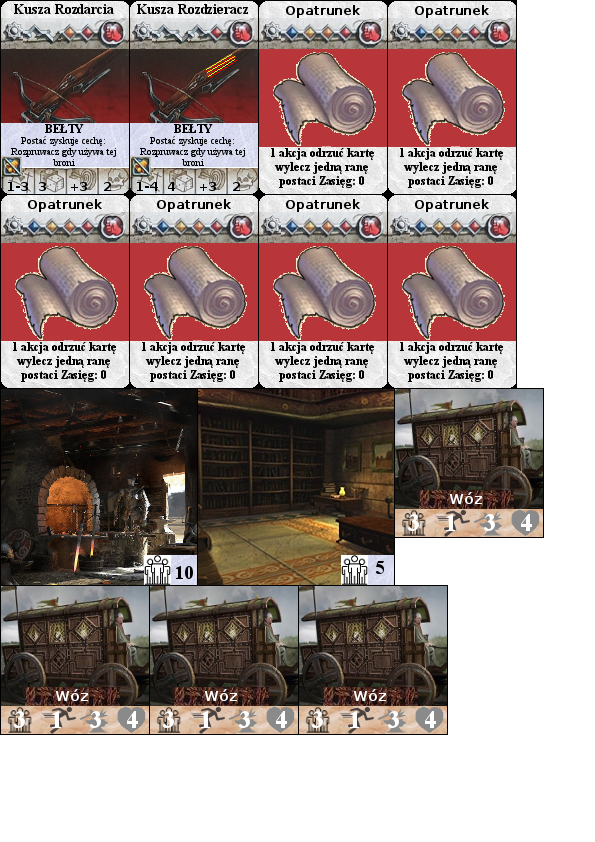 Kusza Rozdarcia
BEŁTY
Postać zyskuje cechę:
Rozpruwacz gdy używa tej
broni
1-3 3 +3 2
Kusza Rozdzieracz
BEŁTY
Postać zyskuje cechę:
Rozpruwacz gdy używa tej
broni
1-4 4 +3 2
Opatrunek
1 akcja odrzuć kartę
wylecz jedną ranę
postaci Zasięg: 0
Opatrunek
1 akcja odrzuć kartę
wylecz jedną ranę
postaci Zasięg: 0
Opatrunek
1 akcja odrzuć kartę
wylecz jedną ranę
postaci Zasięg: 0
Opatrunek
1 akcja odrzuć kartę
wylecz jedną ranę
postaci Zasięg: 0
Opatrunek
1 akcja odrzuć kartę
wylecz jedną ranę
postaci Zasięg: 0
Opatrunek
1 akcja odrzuć kartę
wylecz jedną ranę
postaci Zasięg: 0
10
5
Wóz
3 1 3 4
Wóz
3 1 3 4
Wóz
3 1 3 4
Wóz
3 1 3 4